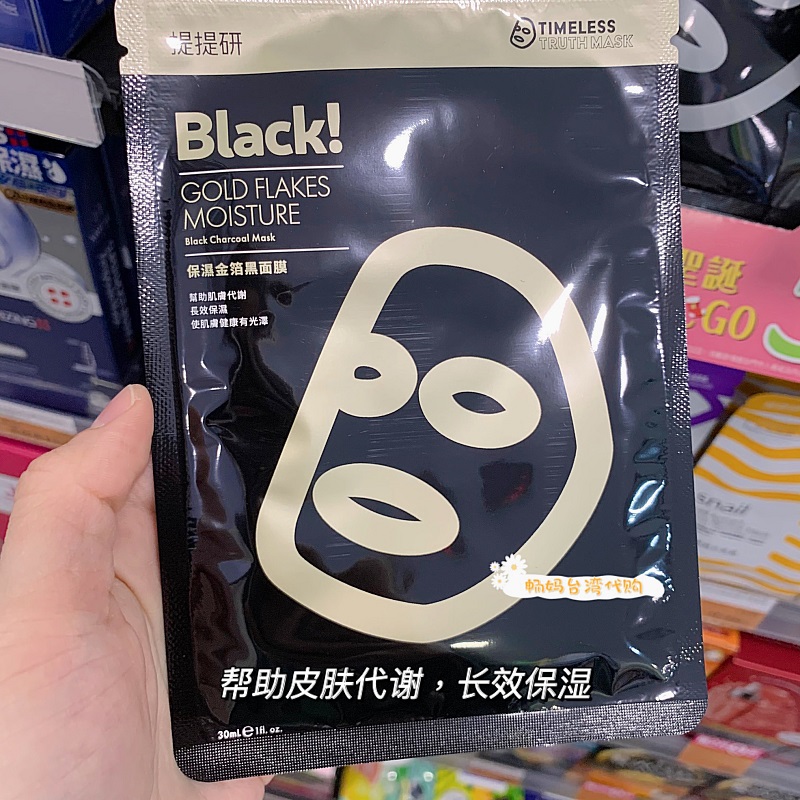 提提研
TIMELESS
TRUTH MASK
Black!
GOLD FLAKES
MOISTURE
Black Charcoal Mask
保濕金箔黑面膜
幫助肌膚代謝
長效保濕
使肌膚健康有光澤
聖誕
GO
snail
畅妈台湾代购
帮助皮肤代谢，长效保湿
30mL℮1fl. oz.